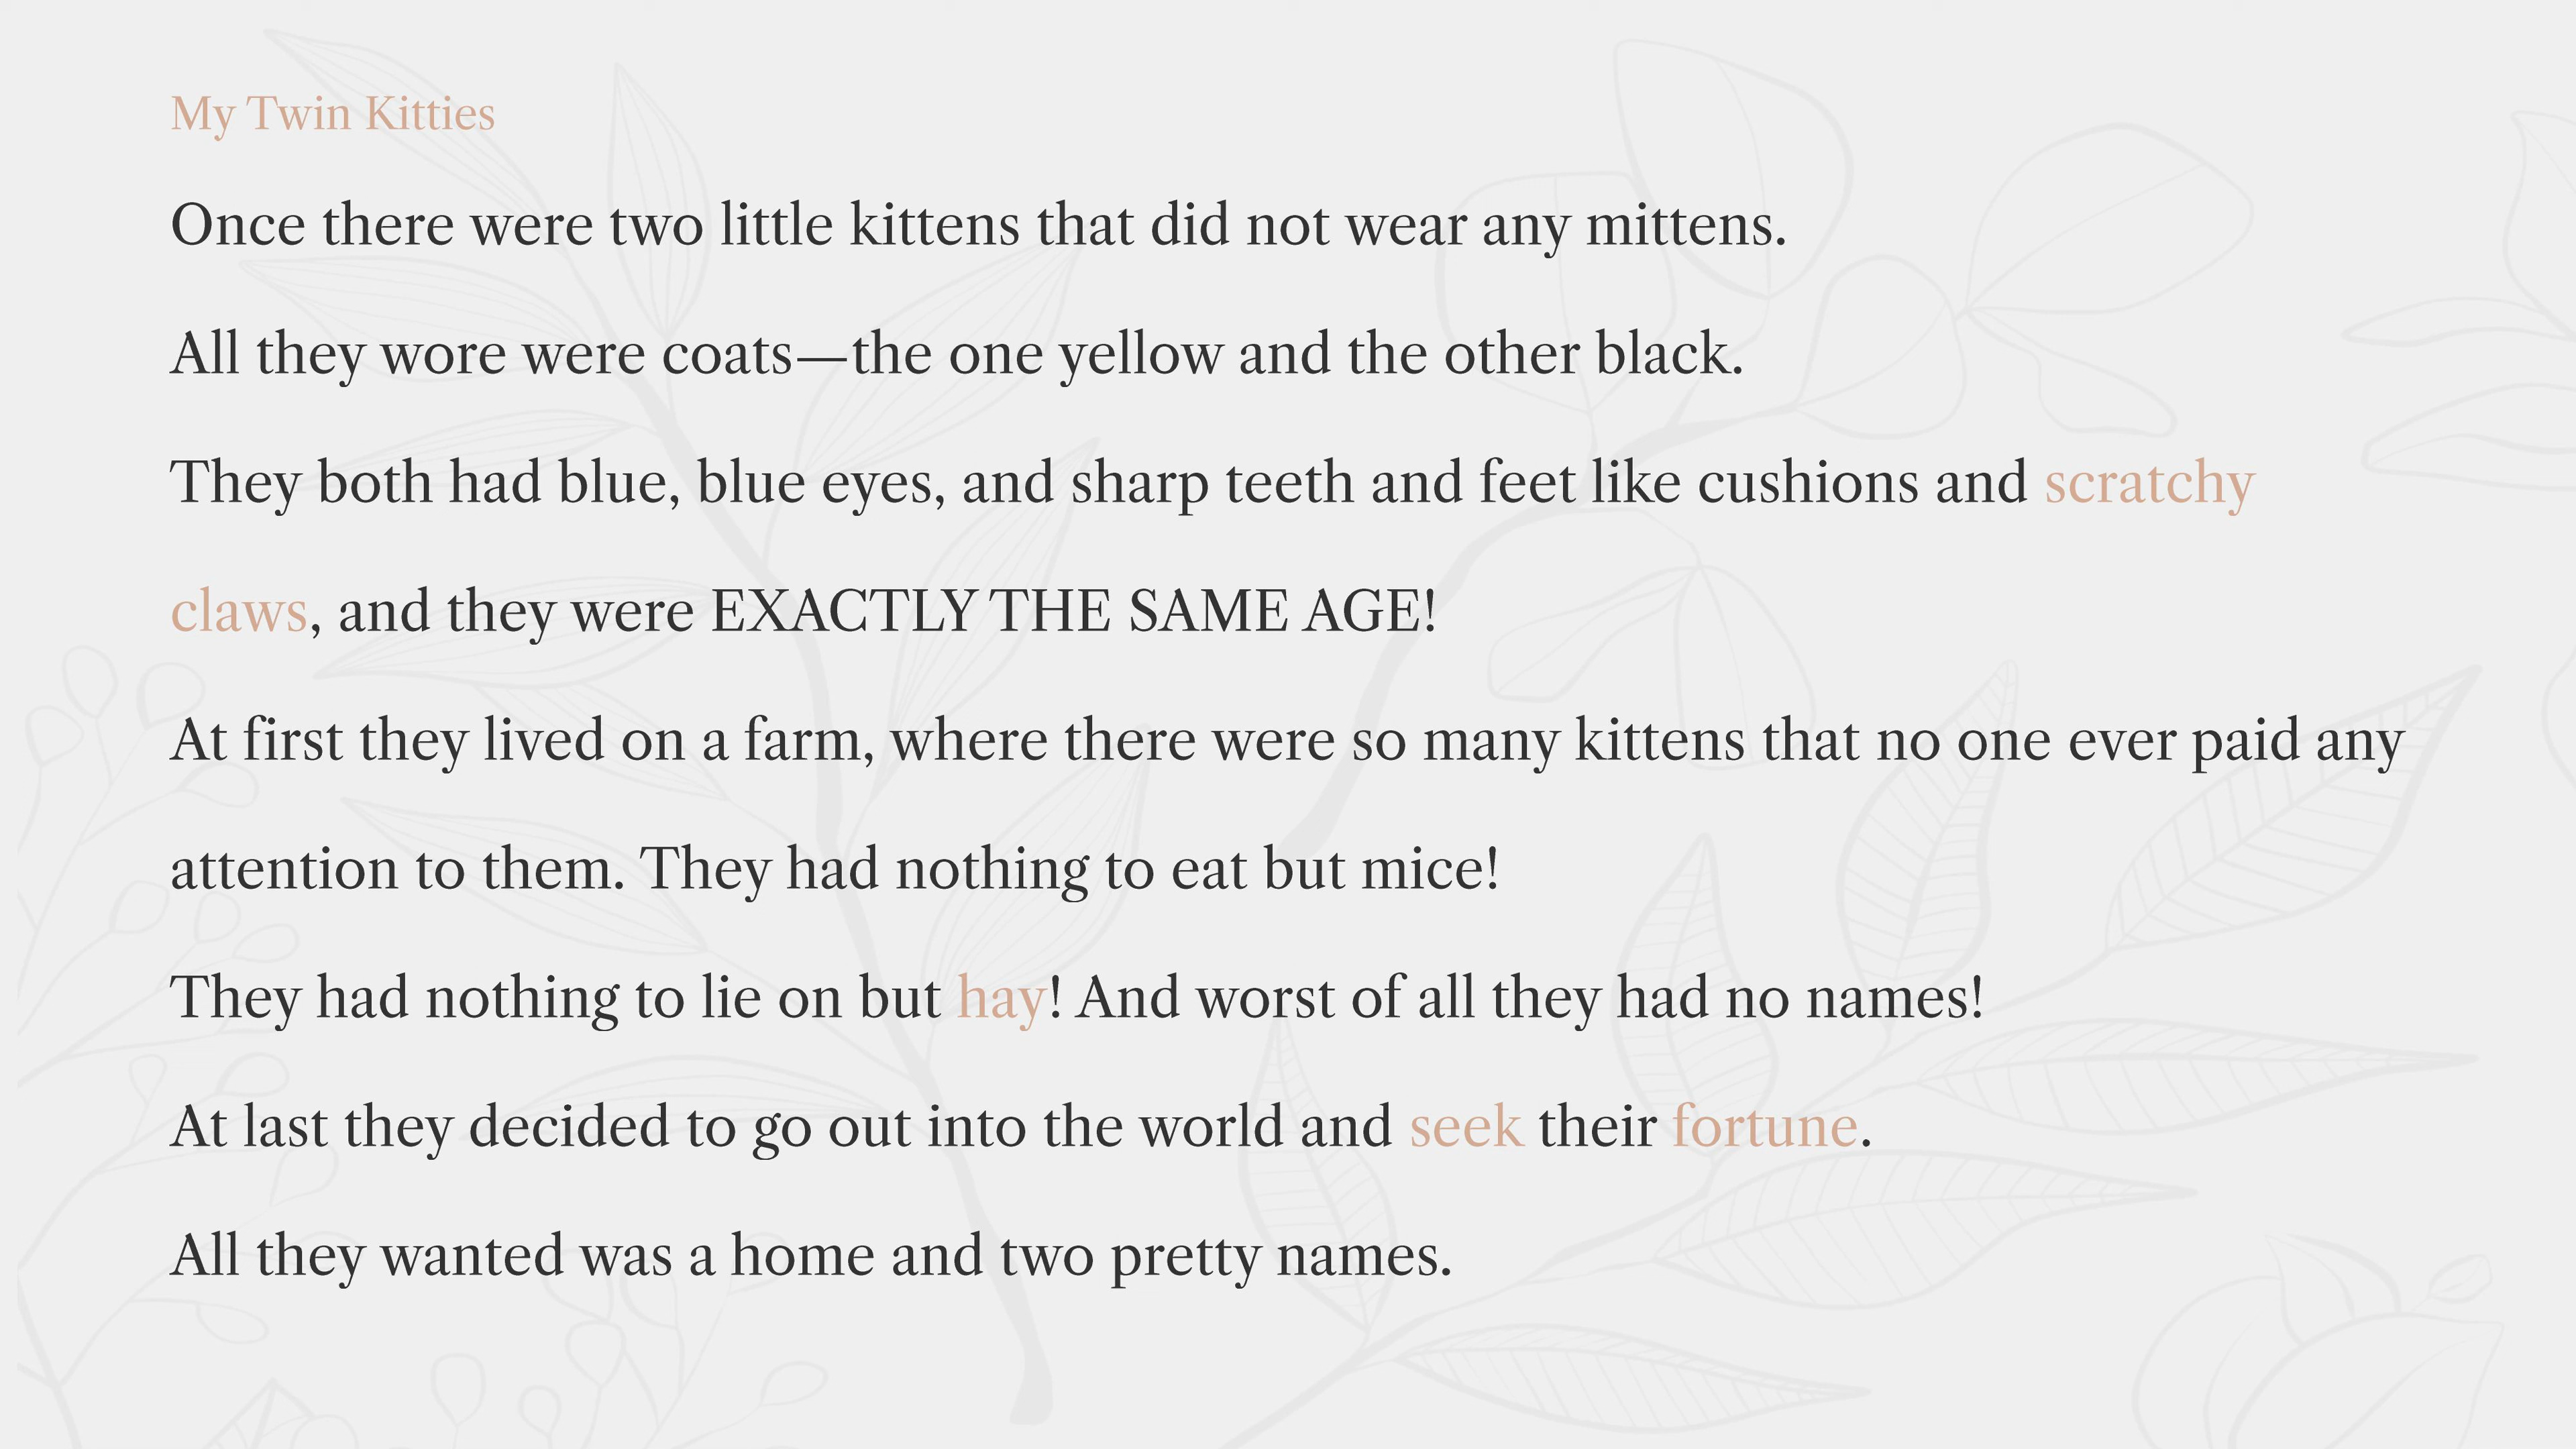 My Twin Kitties
Once there were two little kittens that did not wear any mittens.
All they wore were coats—the one yellow and the other black.
They both had blue, blue eyes, and sharp teeth and feet like cushions and scratchy
claws, and they were EXACTLY THE SAME AGE!
At first they lived on a farm, where there were so many kittens that no one ever paid any
attention to them. They had nothing to eat but mice!
They had nothing to lie on but hay! And worst of all they had no names!
At last they decided to go out into the world and seek their fortune.
All they wanted was a home and two pretty names.